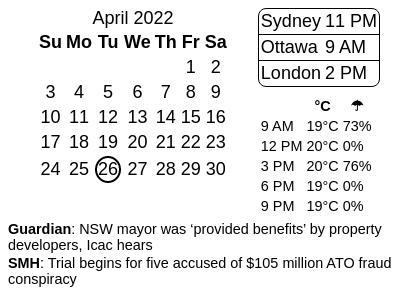 April 2022
Su Mo Tu We Th Fr Sa
1 2
3 4 5 6 7 8 9
10 11 12 13 14 15 16
17 18 19 20 21 22 23
24 25 26 27 28 29 30
Sydney 11 PM
Ottawa 9 AM
London 2 PM
°C ☂
9 AM 19°C 73%
12 PM 20°C 0%
3 PM 20°C 76%
6 PM 19°C 0%
9 PM 19°C 0%
Guardian: NSW mayor was ‘provided benefits’ by property
developers, Icac hears
SMH: Trial begins for five accused of $105 million ATO fraud
conspiracy